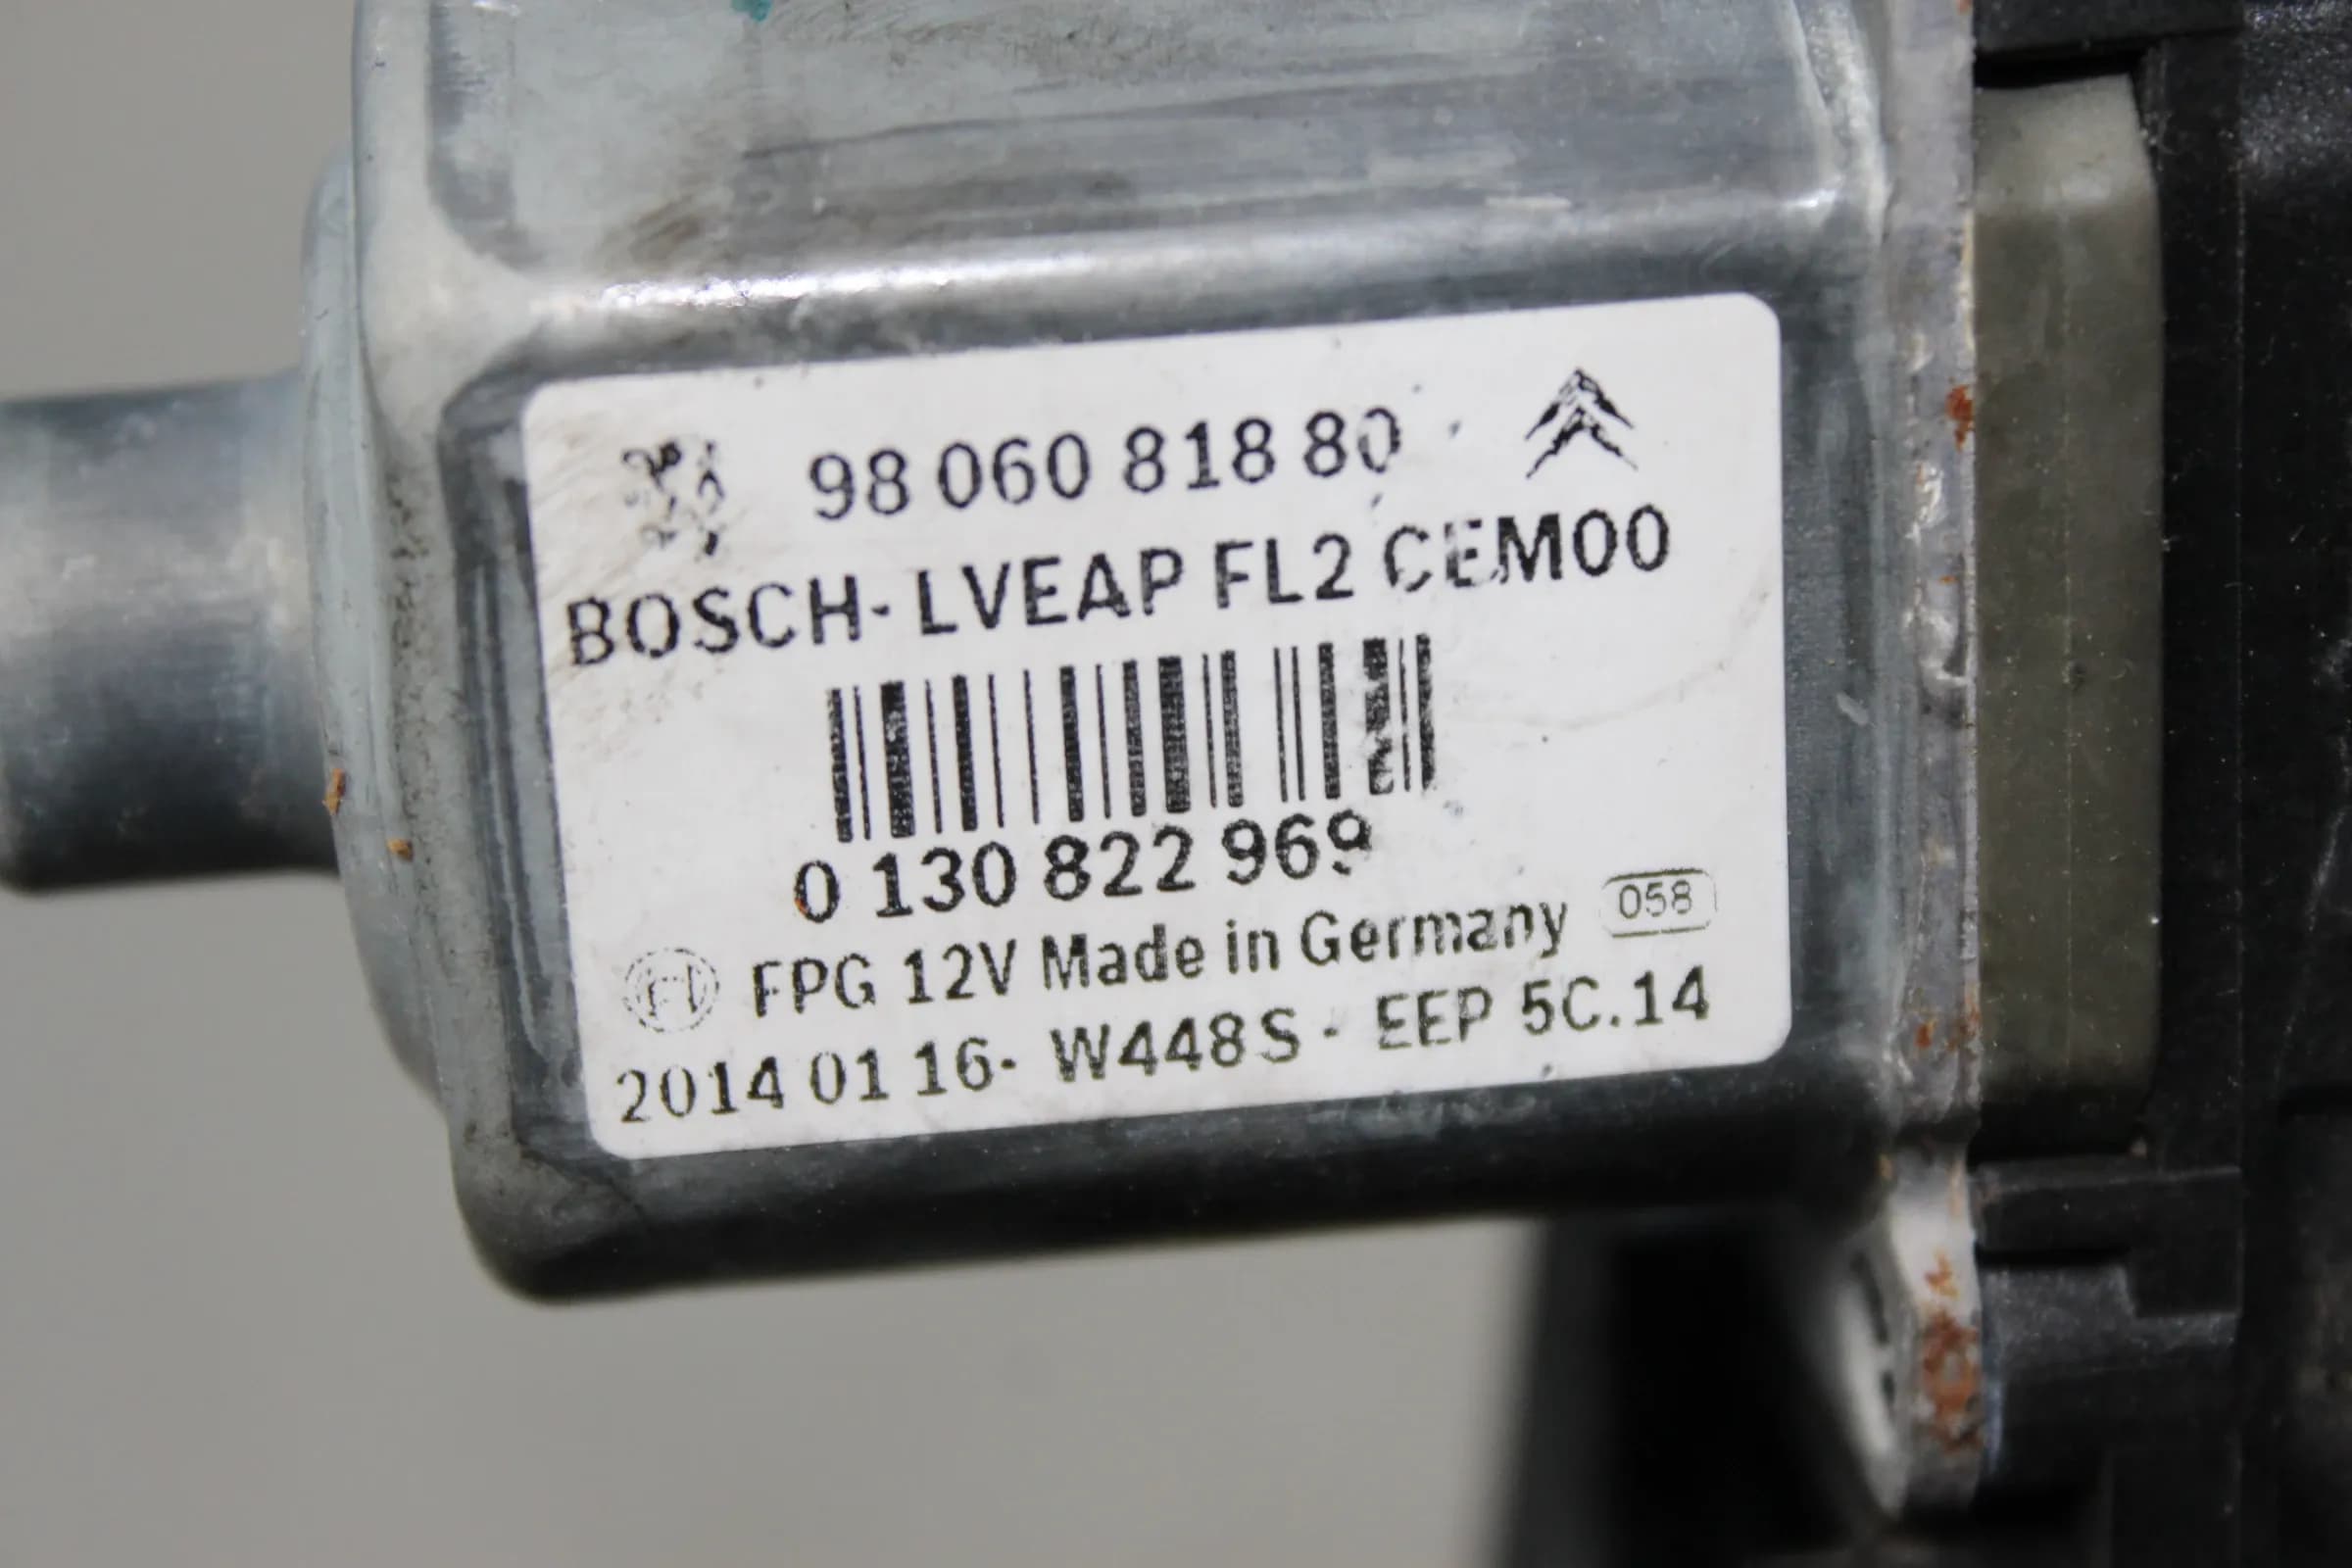 98 060 818 80
BOSCH- LVEAP FL2 CEM00
0 130 822 969
FPG 12V Made in Germany 058
2014 01 16- W448S - EEP 5C.14